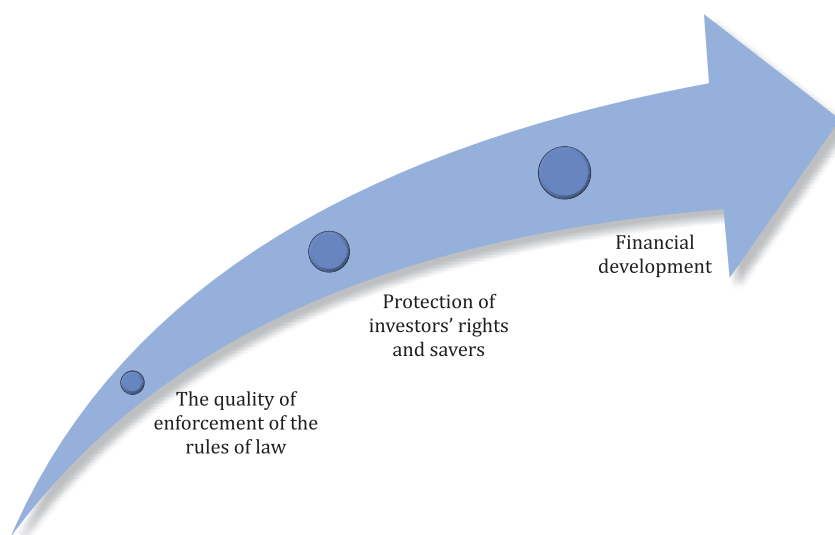 Financial
development
Protection of
investors’ rights
and savers
The quality of
enforcement of the
rules of law